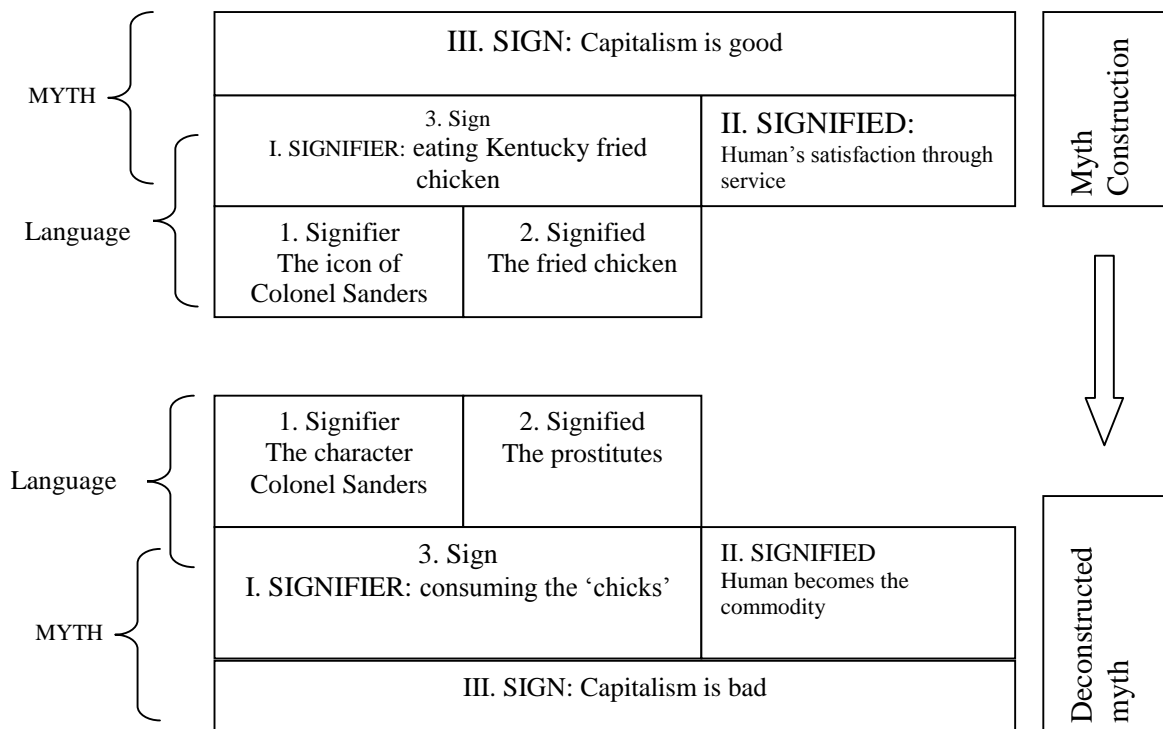 III. SIGN: Capitalism is good
MYTH
3. Sign
I. SIGNIFIER: eating Kentucky fried
chicken
II. SIGNIFIED:
Human's satisfaction through
service
Myth
Construction
Language
1. Signifier
The icon of
Colonel Sanders
2. Signified
The fried chicken
Language
1. Signifier
The character
Colonel Sanders
2. Signified
The prostitutes
MYTH
3. Sign
I. SIGNIFIER: consuming the 'chicks'
II. SIGNIFIED
Human becomes the
commodity
Deconstructed
myth
III. SIGN: Capitalism is bad